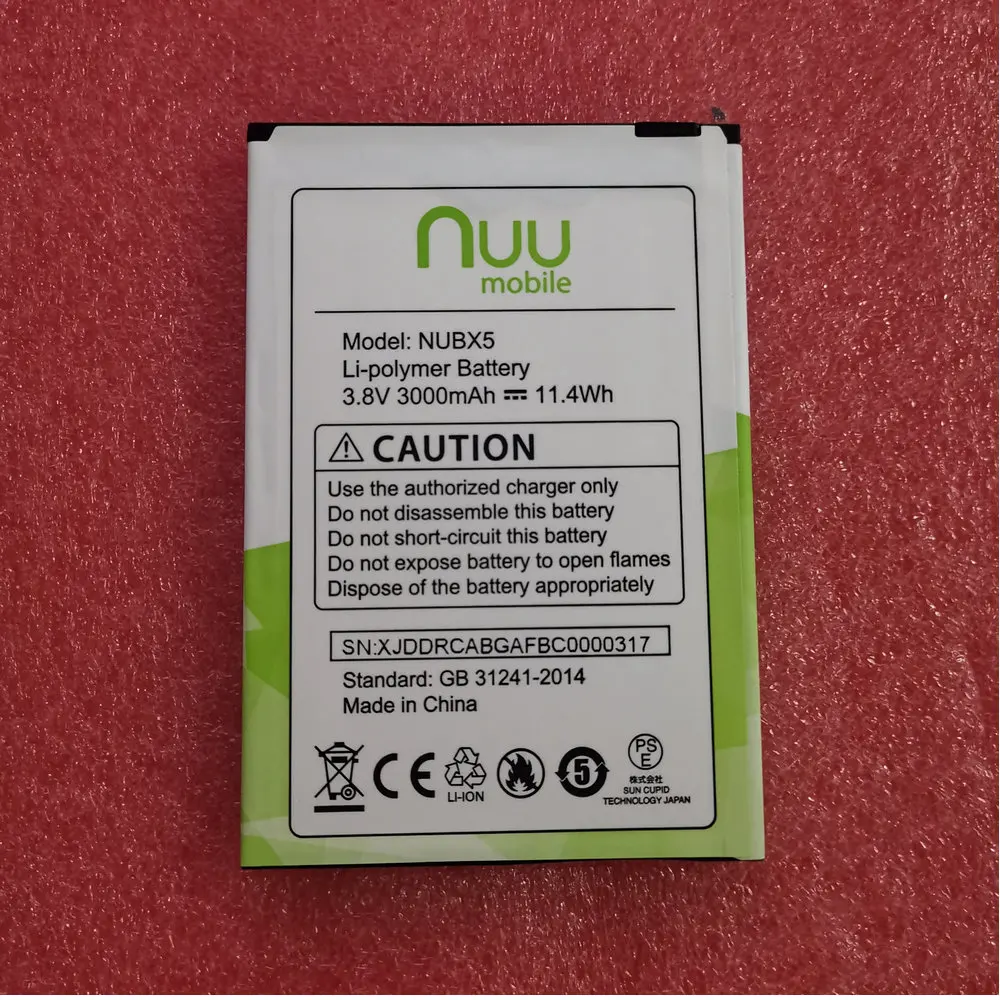 nuu
mobile
Model: NUBX5
Li-polymer Battery
3.8V 3000mAh ⎓ 11.4Wh
⚠ CAUTION
Use the authorized charger only
Do not disassemble this battery
Do not short-circuit this battery
Do not expose battery to open flames
Dispose of the battery appropriately
SN:XJDDRCABGAFBC0000317
Standard: GB 31241-2014
Made in China
CE
LI-ION
5
PS
E
株式会社
SUN CUPID
TECHNOLOGY JAPAN